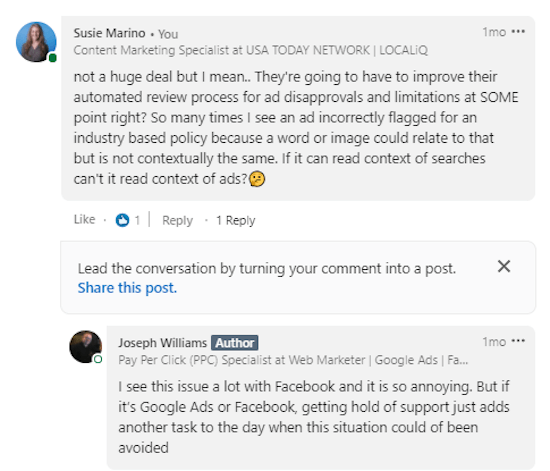 Susie Marino • You 1mo •••
Content Marketing Specialist at USA TODAY NETWORK | LOCALiQ
not a huge deal but I mean.. They're going to have to improve their
automated review process for ad disapprovals and limitations at SOME
point right? So many times I see an ad incorrectly flagged for an
industry based policy because a word or image could relate to that
but is not contextually the same. If it can read context of searches
can't it read context of ads?🤔
Like · 1 | Reply · 1 Reply
Lead the conversation by turning your comment into a post.
Share this post.
Joseph Williams Author 1mo •••
Pay Per Click (PPC) Specialist at Web Marketer | Google Ads | Fa...
I see this issue a lot with Facebook and it is so annoying. But if
it's Google Ads or Facebook, getting hold of support just adds
another task to the day when this situation could of been
avoided